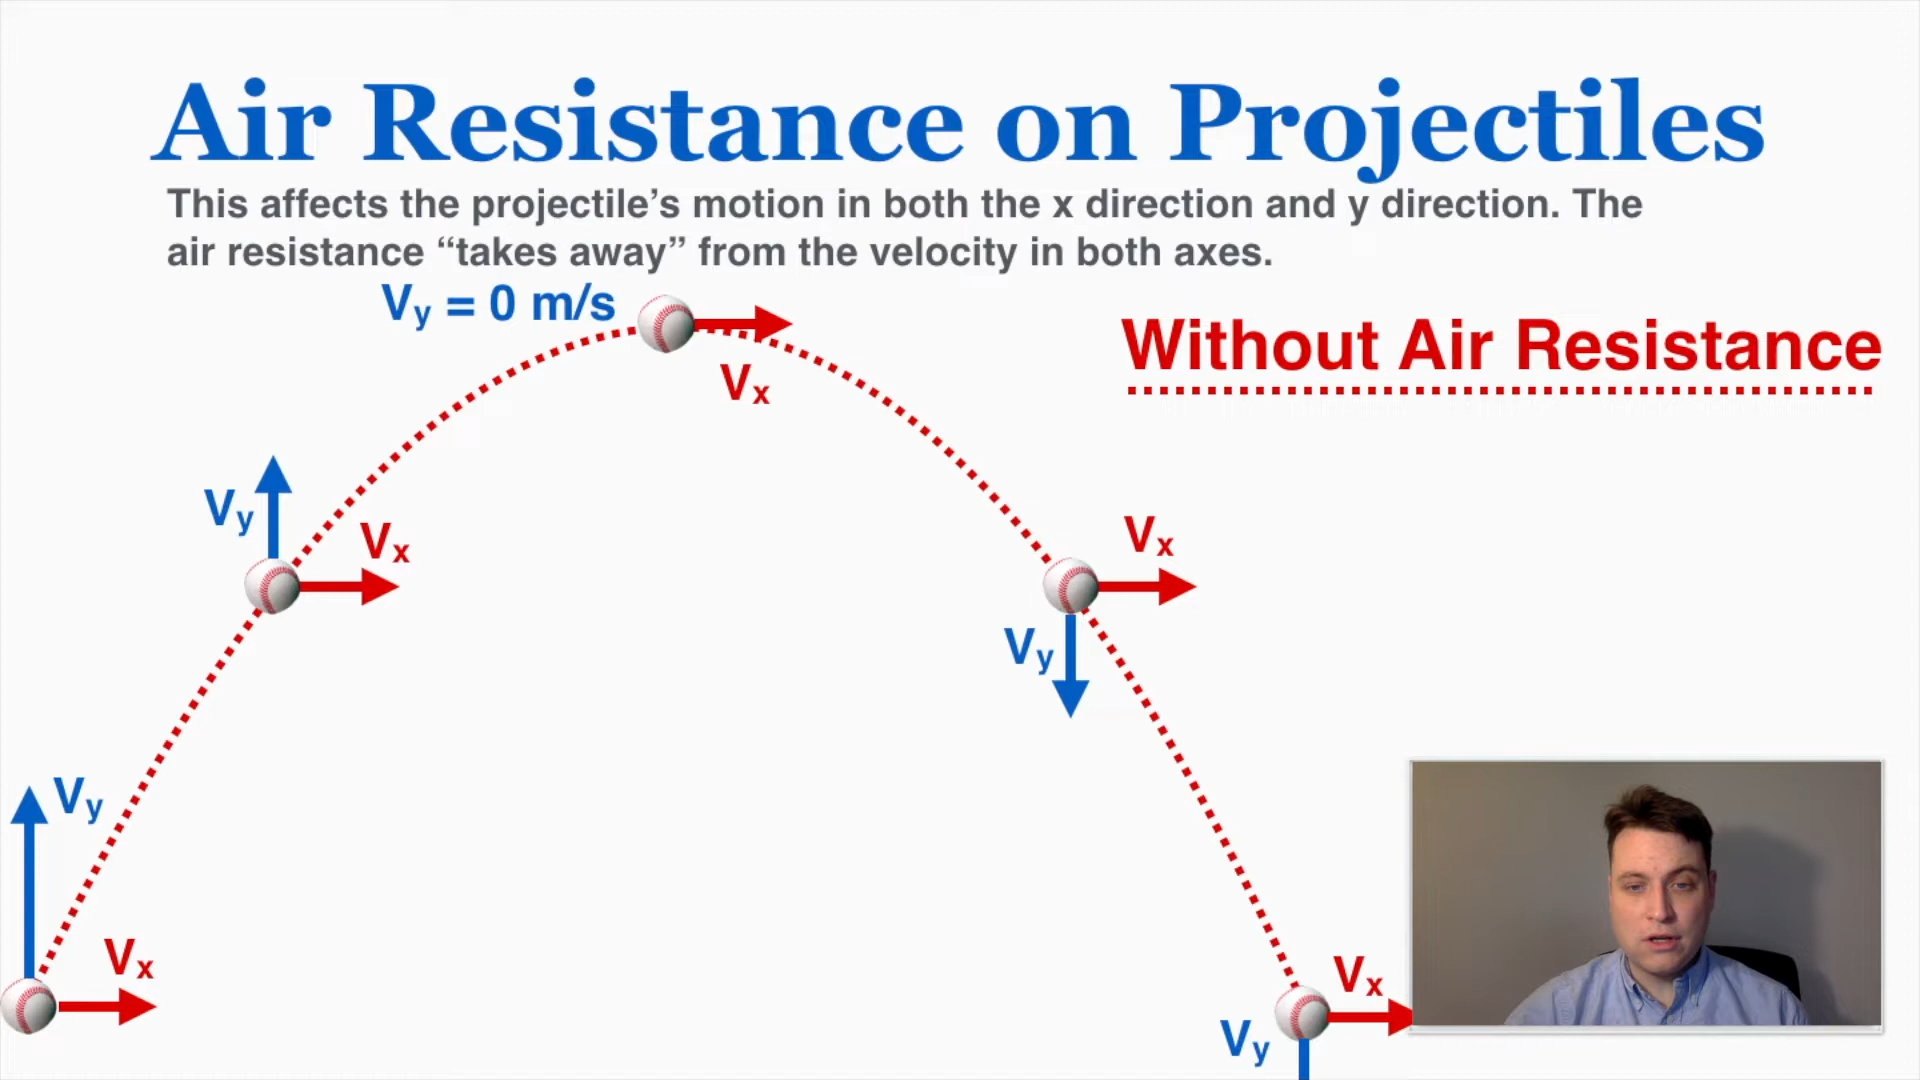 Air Resistance on Projectiles
This affects the projectile’s motion in both the x direction and y direction. The
air resistance “takes away” from the velocity in both axes.
Vy = 0 m/s
Without Air Resistance
Vx
Vy
Vx
Vx
Vy
Vy
Vx
Vx
Vy